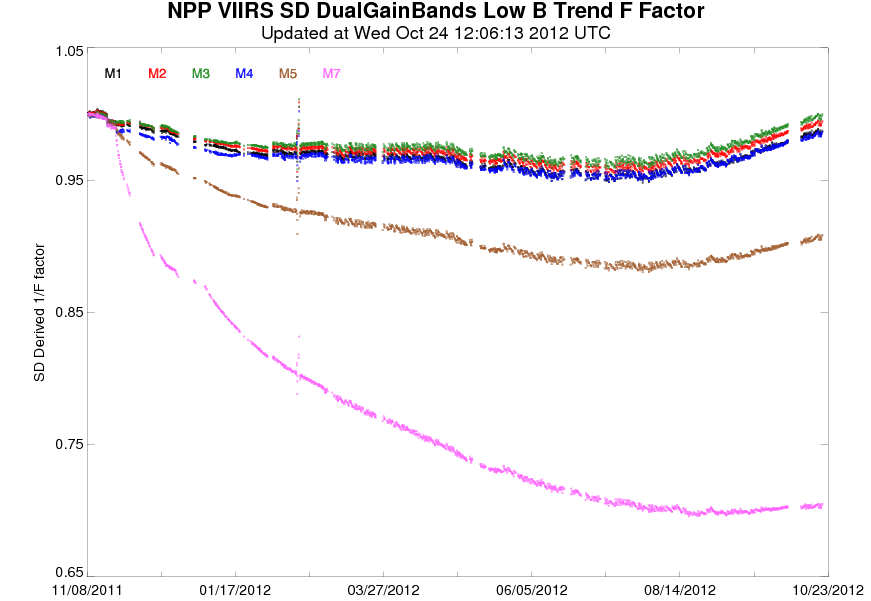 NPP VIIRS SD DualGainBands Low B Trend F Factor
Updated at Wed Oct 24 12:06:13 2012 UTC
1.05
M1 M2 M3 M4 M5 M7
0.95
0.85
0.75
0.65
SD Derived 1/F factor
11/08/2011 01/17/2012 03/27/2012 06/05/2012 08/14/2012 10/23/2012